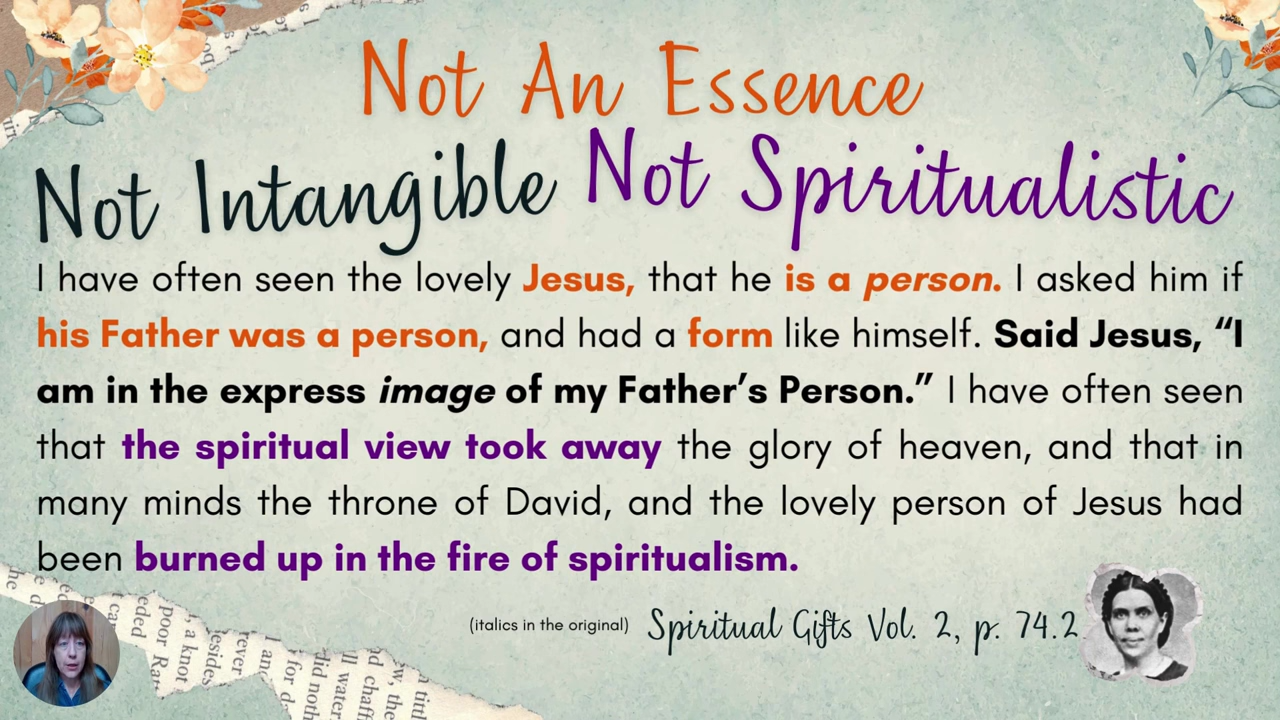 Not An Essence
Not Intangible Not Spiritualistic
I have often seen the lovely Jesus, that he is a person. I asked him if
his Father was a person, and had a form like himself. Said Jesus, “I
am in the express image of my Father’s Person.” I have often seen
that the spiritual view took away the glory of heaven, and that in
many minds the throne of David, and the lovely person of Jesus had
been burned up in the fire of spiritualism.
(italics in the original) Spiritual Gifts Vol. 2, p. 74.2